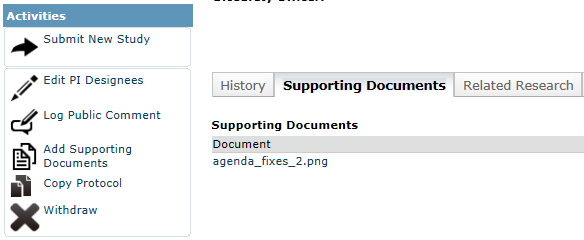 Activities
Submit New Study
Edit PI Designees
Log Public Comment
Add Supporting
Documents
Copy Protocol
Withdraw
History
Supporting Documents
Related Research
Supporting Documents
Document
agenda_fixes_2.png